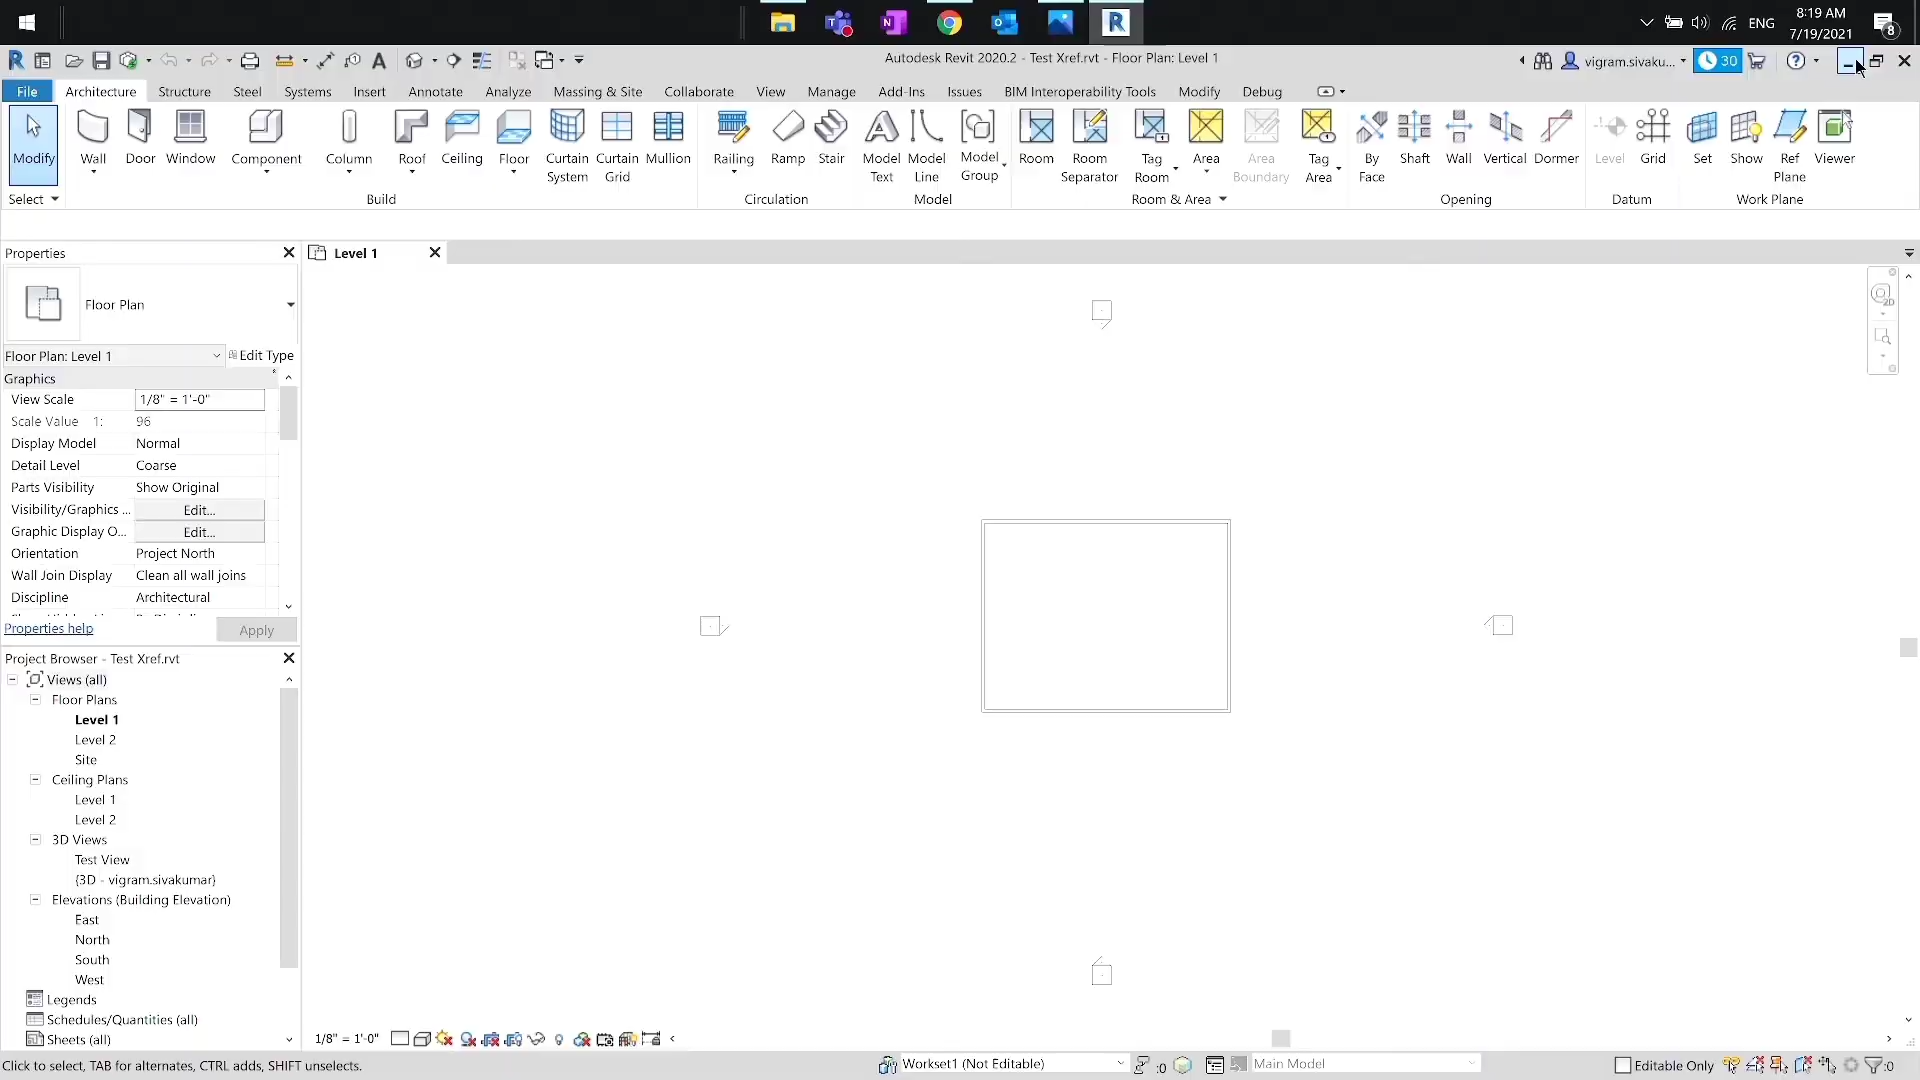 ENG
8:19 AM
7/19/2021
8
Autodesk Revit 2020.2 - Test Xref.rvt - Floor Plan: Level 1
vigram.sivaku...
30
File
Architecture
Structure
Steel
Systems
Insert
Annotate
Analyze
Massing & Site
Collaborate
View
Manage
Add-Ins
Issues
BIM Interoperability Tools
Modify
Debug
Modify
Wall
Door
Window
Component
Column
Roof
Ceiling
Floor
Curtain
System
Curtain
Grid
Mullion
Railing
Ramp
Stair
Model
Text
Model
Line
Model
Group
Room
Room
Separator
Tag
Room
Area
Area
Boundary
Tag
Area
By
Face
Shaft
Wall
Vertical
Dormer
Level
Grid
Set
Show
Ref
Plane
Viewer
Select
Build
Circulation
Model
Room & Area
Opening
Datum
Work Plane
Properties
Level 1
2D
Floor Plan
Floor Plan: Level 1
Edit Type
Graphics
View Scale
1/8" = 1'-0"
Scale Value 1:
96
Display Model
Normal
Detail Level
Coarse
Parts Visibility
Show Original
Visibility/Graphics ...
Edit...
Graphic Display O...
Edit...
Orientation
Project North
Wall Join Display
Clean all wall joins
Discipline
Architectural
Properties help
Apply
Project Browser - Test Xref.rvt
Views (all)
Floor Plans
Level 1
Level 2
Site
Ceiling Plans
Level 1
Level 2
3D Views
Test View
{3D - vigram.sivakumar}
Elevations (Building Elevation)
East
North
South
West
Legends
Schedules/Quantities (all)
Sheets (all)
1/8" = 1'-0"
Click to select, TAB for alternates, CTRL adds, SHIFT unselects.
Workset1 (Not Editable)
:0
Main Model
Editable Only
:0